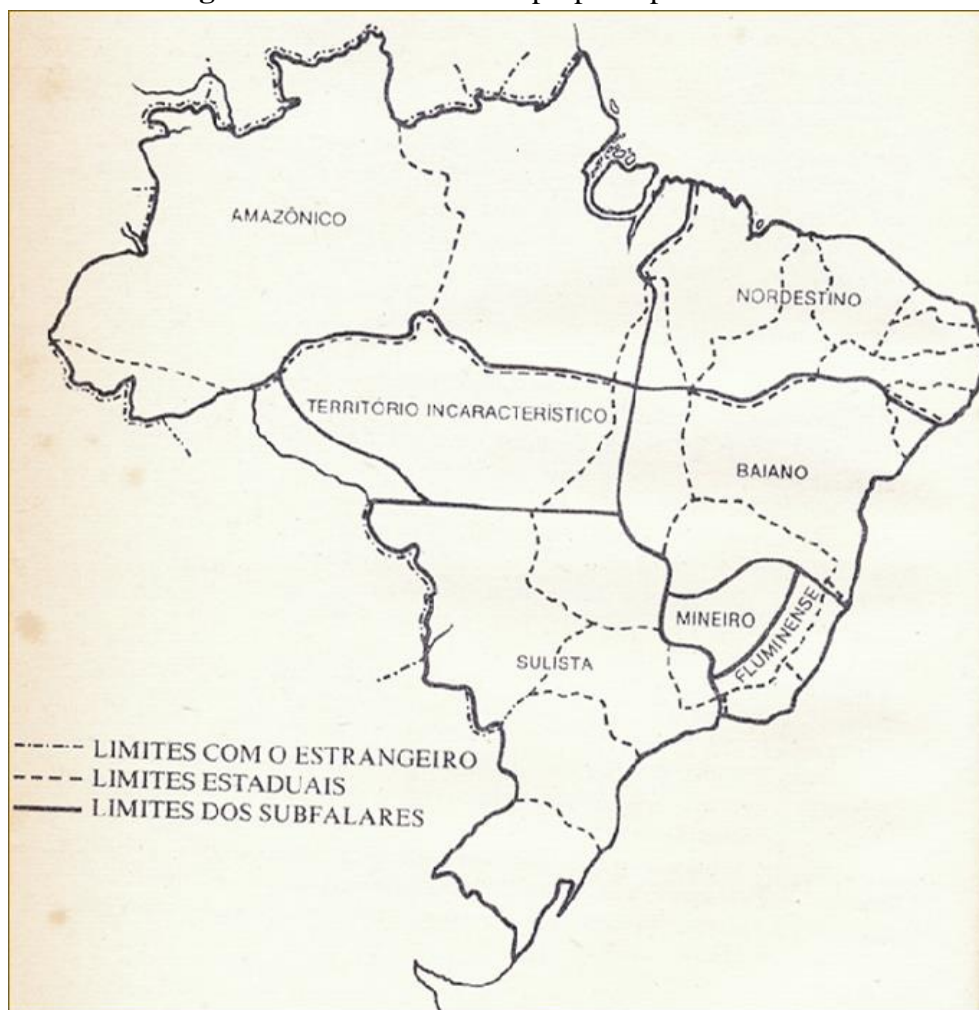 AMAZÔNICO
NORDESTINO
TERRITÓRIO INCARACTERÍSTICO
BAIANO
MINEIRO
FLUMINENSE
SULISTA
LIMITES COM O ESTRANGEIRO
LIMITES ESTADUAIS
LIMITES DOS SUBFALARES